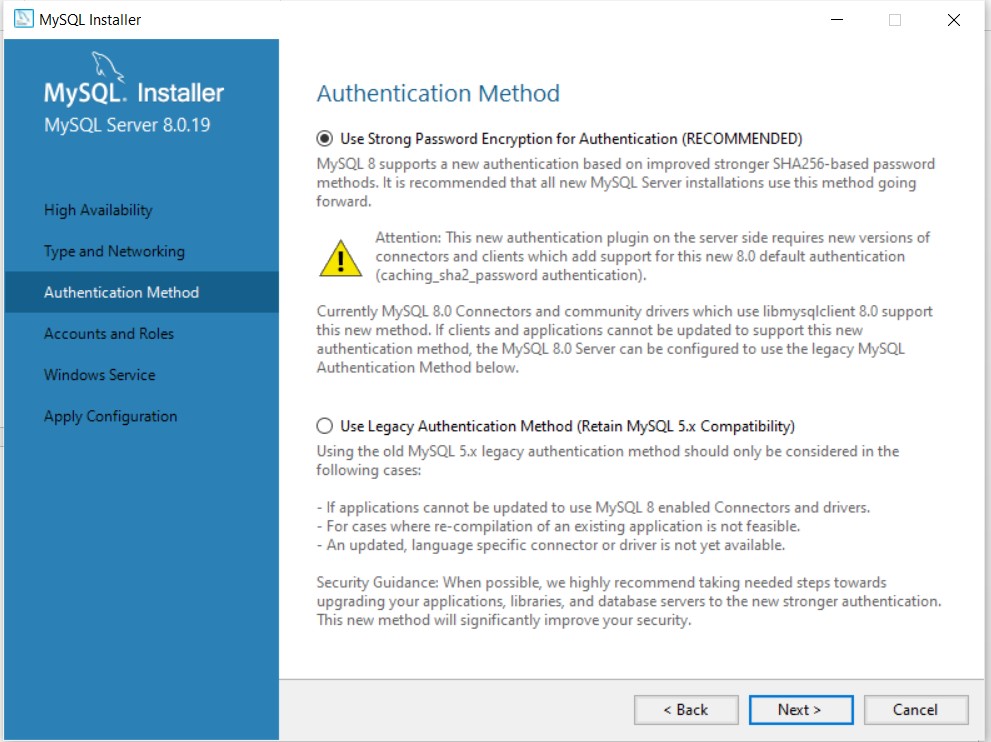 MySQL Installer
MySQL. Installer
MySQL Server 8.0.19
High Availability
Type and Networking
Authentication Method
Accounts and Roles
Windows Service
Apply Configuration
Authentication Method
Use Strong Password Encryption for Authentication (RECOMMENDED)
MySQL 8 supports a new authentication based on improved stronger SHA256-based password
methods. It is recommended that all new MySQL Server installations use this method going
forward.
Attention: This new authentication plugin on the server side requires new versions of
connectors and clients which add support for this new 8.0 default authentication
(caching_sha2_password authentication).
Currently MySQL 8.0 Connectors and community drivers which use libmysqlclient 8.0 support
this new method. If clients and applications cannot be updated to support this new
authentication method, the MySQL 8.0 Server can be configured to use the legacy MySQL
Authentication Method below.
Use Legacy Authentication Method (Retain MySQL 5.x Compatibility)
Using the old MySQL 5.x legacy authentication method should only be considered in the
following cases:
- If applications cannot be updated to use MySQL 8 enabled Connectors and drivers.
- For cases where re-compilation of an existing application is not feasible.
- An updated, language specific connector or driver is not yet available.
Security Guidance: When possible, we highly recommend taking needed steps towards
upgrading your applications, libraries, and database servers to the new stronger authentication.
This new method will significantly improve your security.
< Back
Next >
Cancel